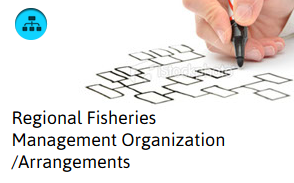 Regional Fisheries
Management Organization
/Arrangements